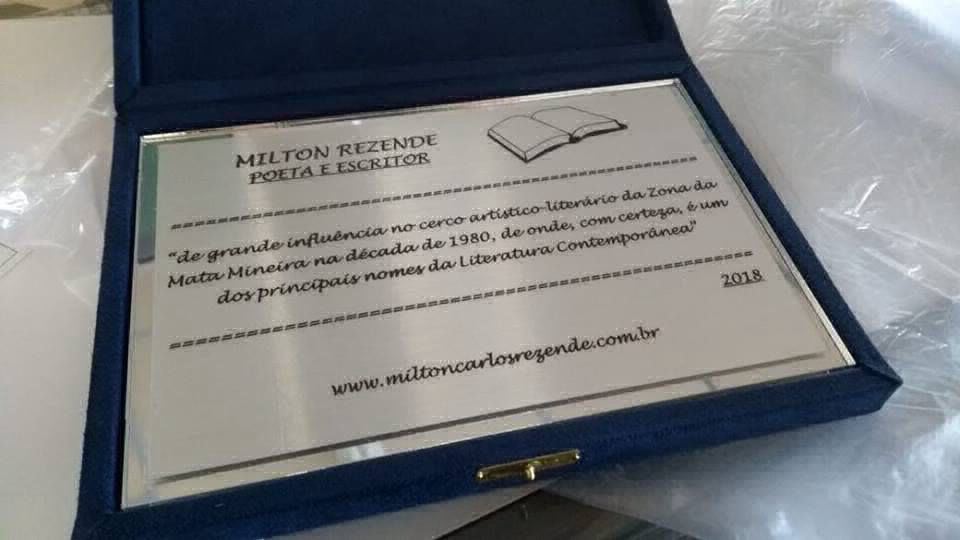 MILTON REZENDE
POETA E ESCRITOR
================================================
"de grande influência no cerco artístico-literário da Zona da
Mata Mineira na década de 1980, de onde, com certeza, é um
dos principais nomes da Literatura Contemporânea"
================================================
2018
www.miltoncarlosrezende.com.br